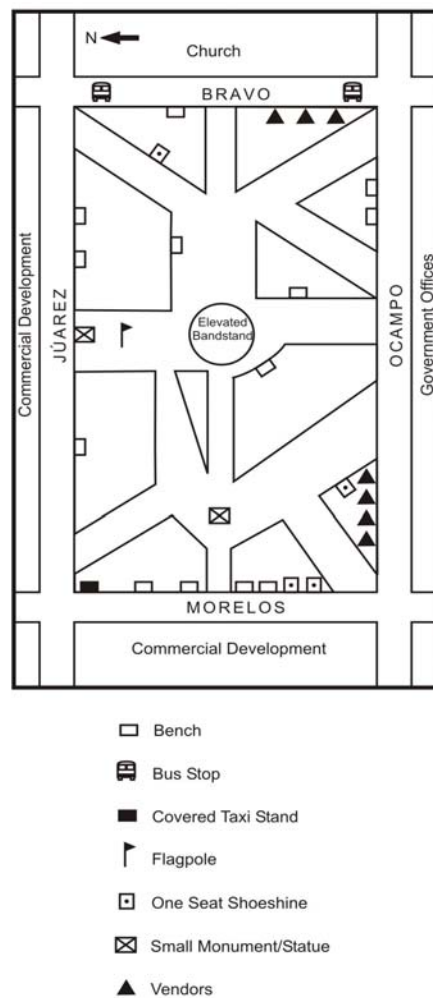 N
Church
BRAVO
Commercial Development
JÚAREZ
Elevated
Bandstand
OCAMPO
Government Offices
MORELOS
Commercial Development
Bench
Bus Stop
Covered Taxi Stand
Flagpole
One Seat Shoeshine
Small Monument/Statue
Vendors